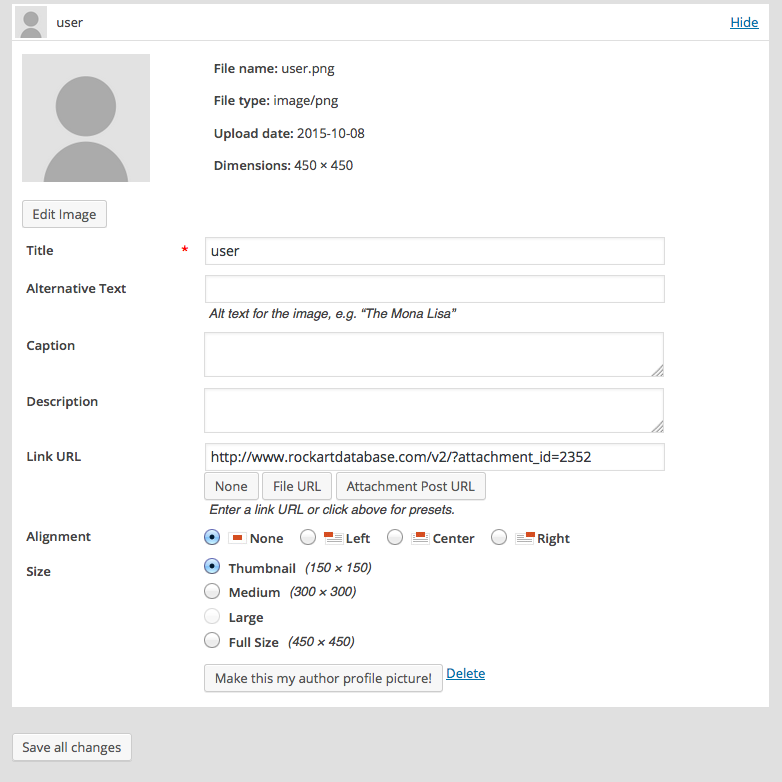 user Hide
File name: user.png
File type: image/png
Upload date: 2015-10-08
Dimensions: 450 × 450
Edit Image
Title * user
Alternative Text
Alt text for the image, e.g. “The Mona Lisa”
Caption
Description
Link URL http://www.rockartdatabase.com/v2/?attachment_id=2352
None File URL Attachment Post URL
Enter a link URL or click above for presets.
Alignment None Left Center Right
Size Thumbnail (150 × 150)
Medium (300 × 300)
Large
Full Size (450 × 450)
Make this my author profile picture! Delete
Save all changes